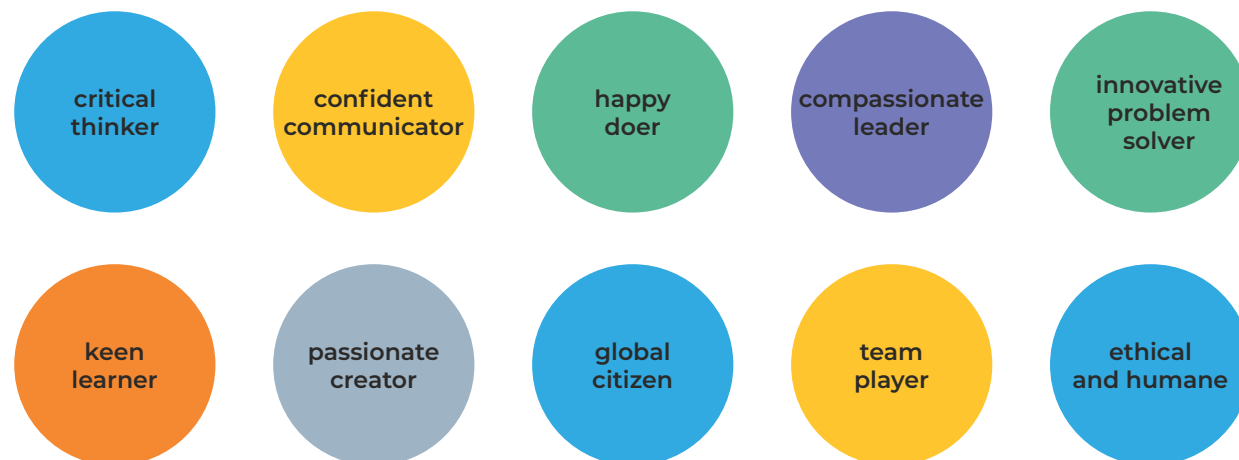 critical
thinker
confident
communicator
happy
doer
compassionate
leader
innovative
problem
solver
keen
learner
passionate
creator
global
citizen
team
player
ethical
and humane